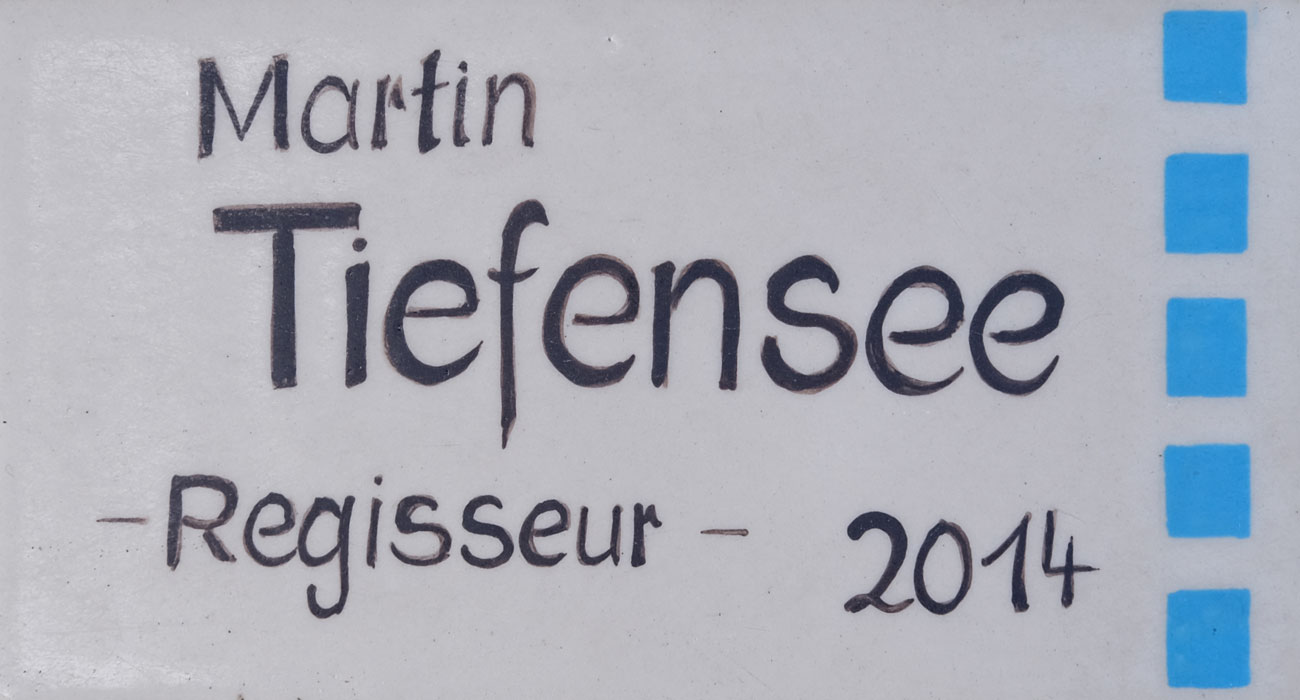 Martin
Tiefensee
- Regisseur - 2014